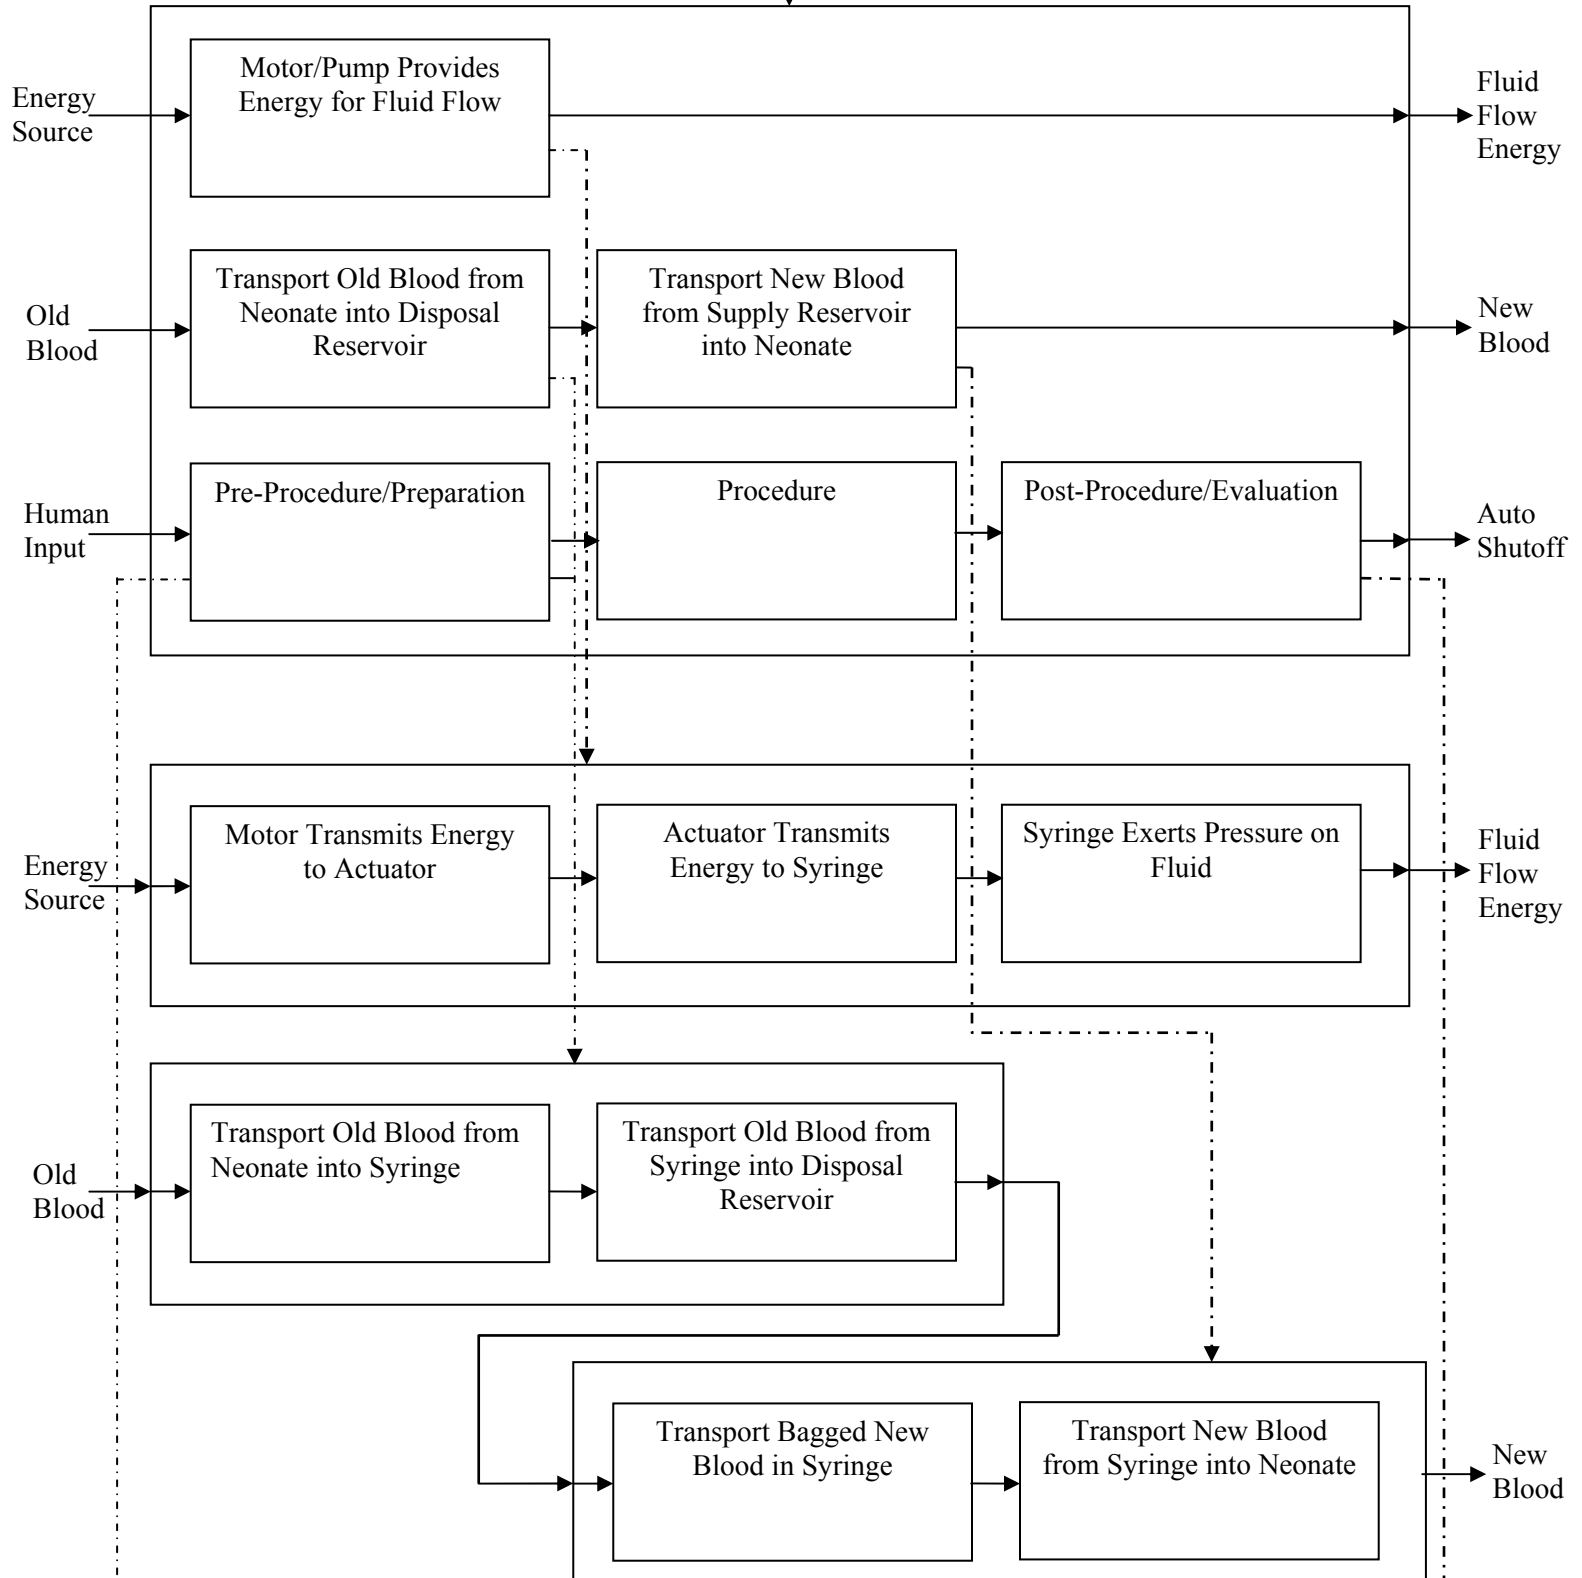 Energy
Source
Motor/Pump Provides
Energy for Fluid Flow
Fluid
Flow
Energy
Old
Blood
Transport Old Blood from
Neonate into Disposal
Reservoir
Transport New Blood
from Supply Reservoir
into Neonate
New
Blood
Human
Input
Pre-Procedure/Preparation
Procedure
Post-Procedure/Evaluation
Auto
Shutoff
Energy
Source
Motor Transmits Energy
to Actuator
Actuator Transmits
Energy to Syringe
Syringe Exerts Pressure on
Fluid
Fluid
Flow
Energy
Old
Blood
Transport Old Blood from
Neonate into Syringe
Transport Old Blood from
Syringe into Disposal
Reservoir
Transport Bagged New
Blood in Syringe
Transport New Blood
from Syringe into Neonate
New
Blood